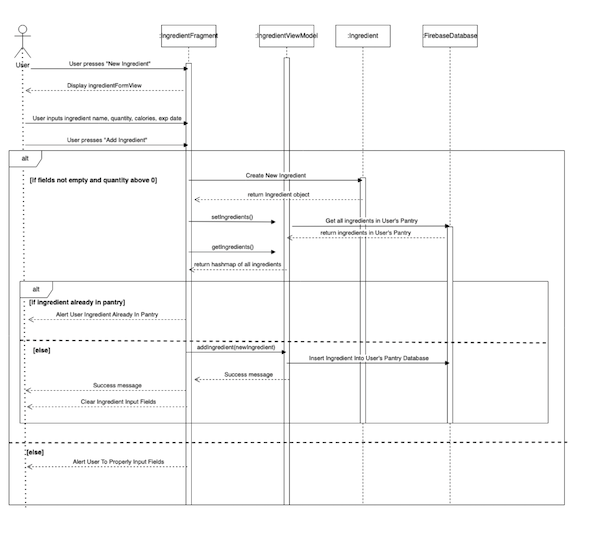 :IngredientFragment
:IngredientViewModel
:Ingredient
:FirebaseDatabase
User
User presses "New Ingredient"
Display IngredientFormView
User inputs ingredient name, quantity, calories, exp date
User presses "Add Ingredient"
alt
[if fields not empty and quantity above 0]
Create New Ingredient
return Ingredient object
setIngredients()
Get all ingredients in User's Pantry
return ingredients in User's Pantry
getIngredients()
return hashmap of all ingredients
alt
[if ingredient already in pantry]
Alert User Ingredient Already In Pantry
[else]
addIngredient(newIngredient)
Insert Ingredient Into User's Pantry Database
Success message
Success message
Clear Ingredient Input Fields
[else]
Alert User To Properly Input Fields